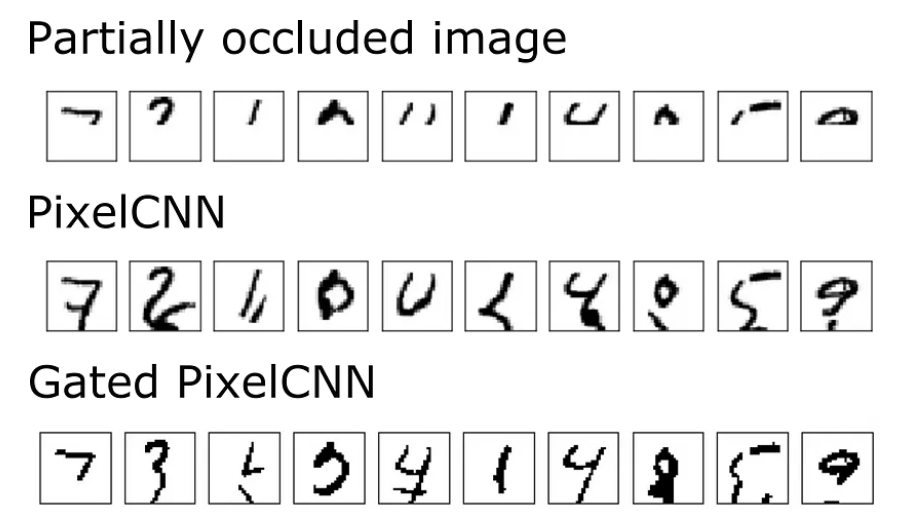 Partially occluded image
PixelCNN
Gated PixelCNN